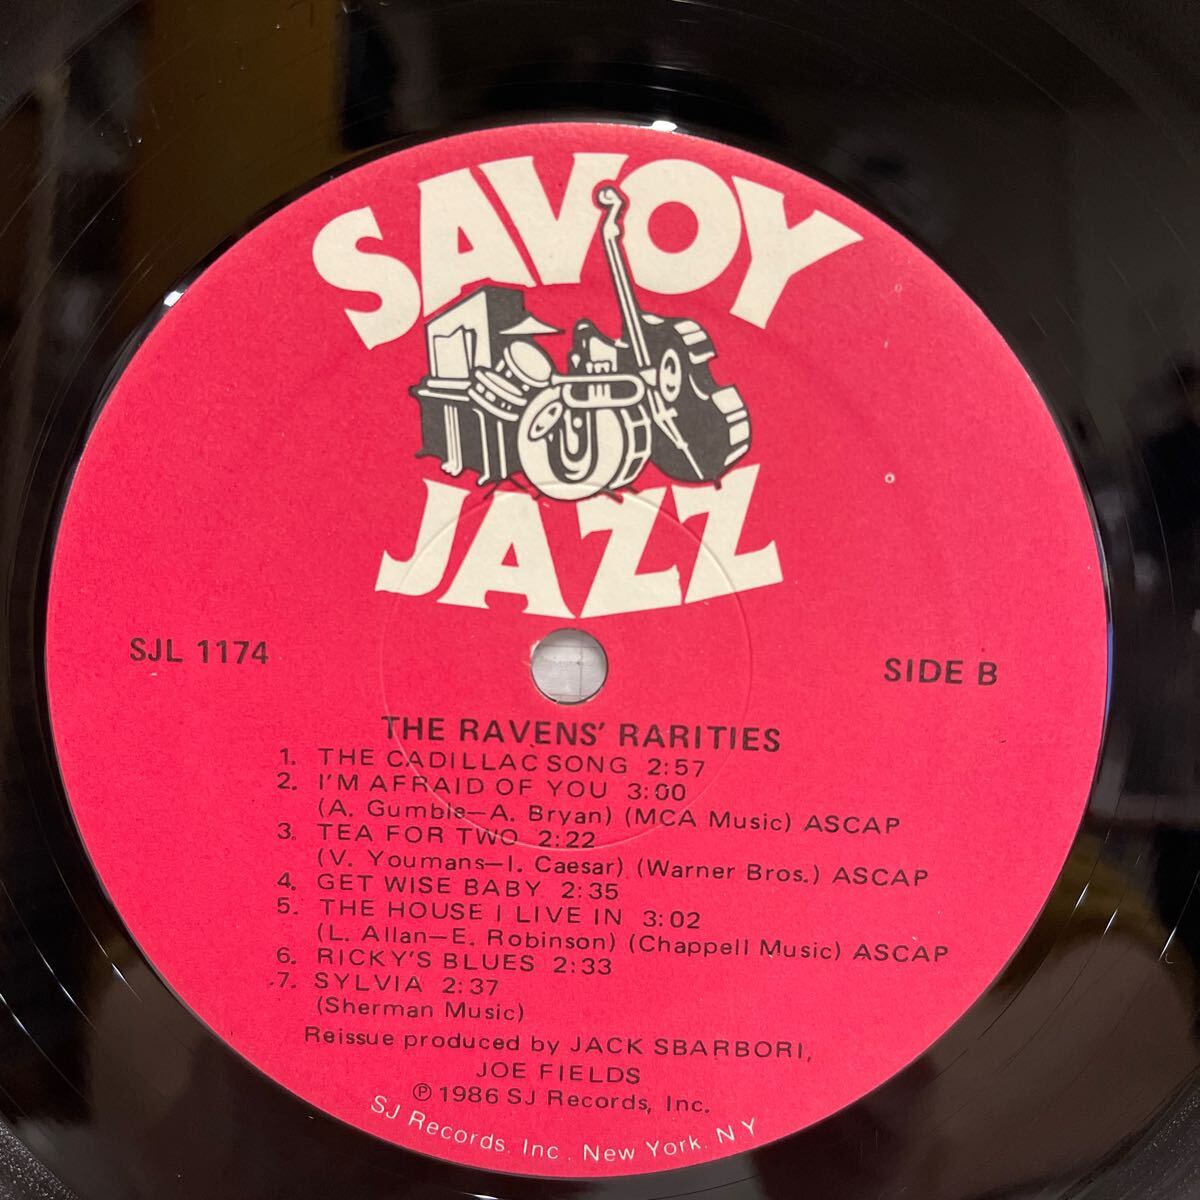 SAVOY
JAZZ
SJL 1174
SIDE B
THE RAVENS' RARITIES
1. THE CADILLAC SONG 2:57
2. I'M AFRAID OF YOU 3:00
(A. Gumble—A. Bryan) (MCA Music) ASCAP
3. TEA FOR TWO 2:22
(V. Youmans—I. Caesar) (Warner Bros.) ASCAP
4. GET WISE BABY 2:35
5. THE HOUSE I LIVE IN 3:02
(L. Allan—E. Robinson) (Chappell Music) ASCAP
6. RICKY'S BLUES 2:33
7. SYLVIA 2:37
(Sherman Music)
Reissue produced by JACK SBARBORI,
JOE FIELDS
℗ 1986 SJ Records, Inc.
SJ Records, Inc., New York, NY